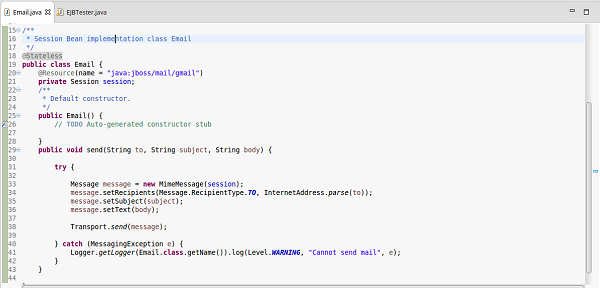 Email.java
EJBTester.java
15 /**
16  * Session Bean implementation class Email
17  */
18 @Stateless
19 public class Email {
20     @Resource(name = "java:jboss/mail/gmail")
21     private Session session;
22     /**
23      * Default constructor.
24      */
25     public Email() {
26         // TODO Auto-generated constructor stub
27
28     }
29     public void send(String to, String subject, String body) {
30
31         try {
32
33             Message message = new MimeMessage(session);
34             message.setRecipients(Message.RecipientType.TO, InternetAddress.parse(to));
35             message.setSubject(subject);
36             message.setText(body);
37
38             Transport.send(message);
39
40         } catch (MessagingException e) {
41             Logger.getLogger(Email.class.getName()).log(Level.WARNING, "Cannot send mail", e);
42         }
43     }
44